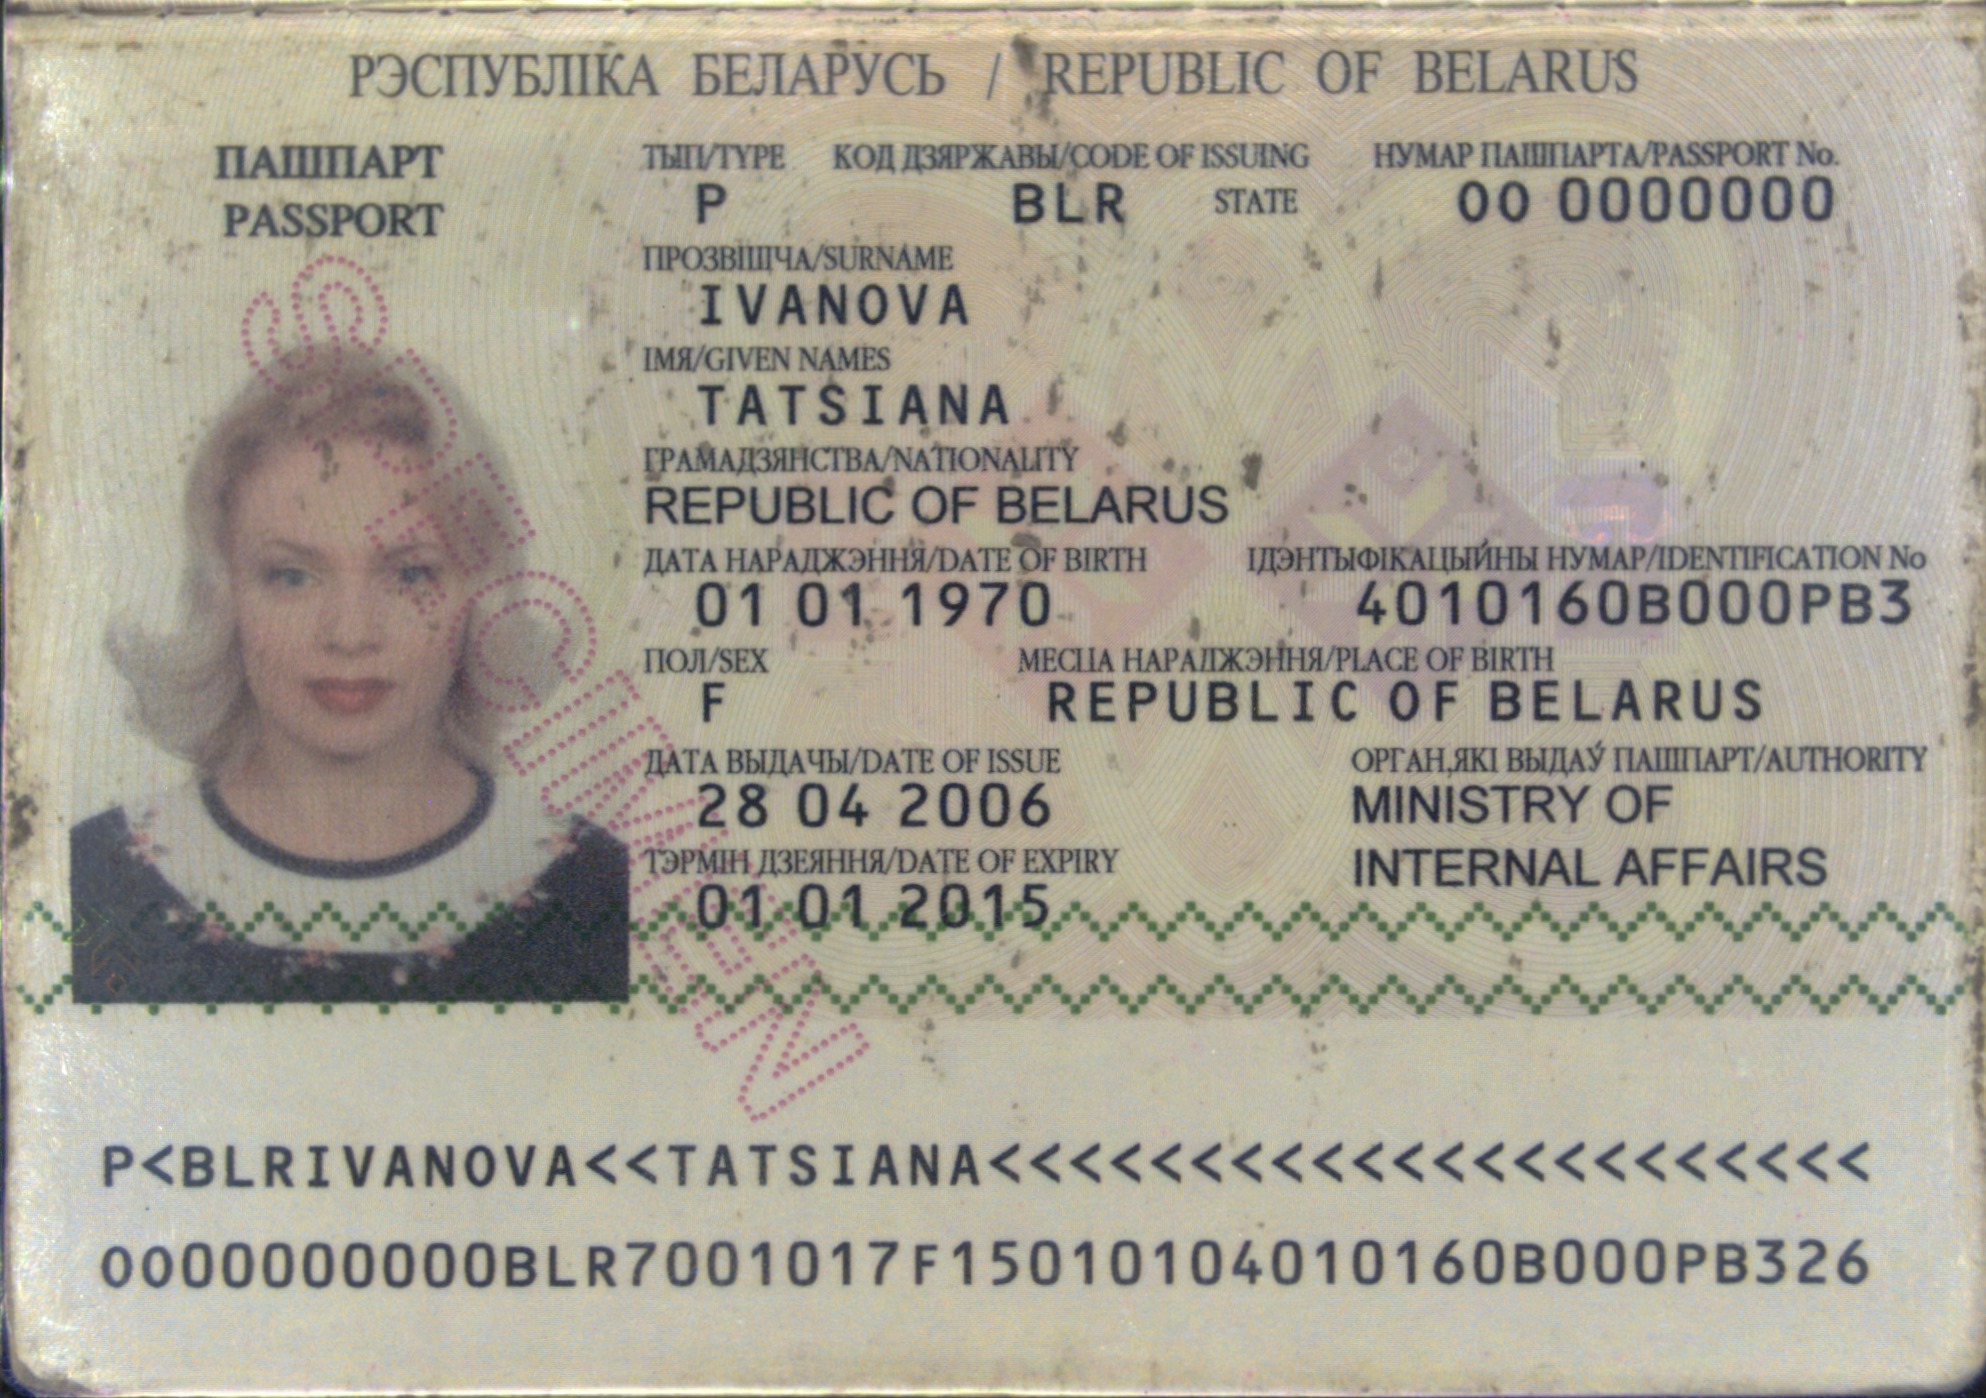 РЭСПУБЛІКА БЕЛАРУСЬ / REPUBLIC OF BELARUS
ПАШПАРТ
PASSPORT
ТЫП/TYPE КОД ДЗЯРЖАВЫ/CODE OF ISSUING STATE НУМАР ПАШПАРТА/PASSPORT No.
P BLR 00 0000000
ПРОЗВІШЧА/SURNAME
IVANOVA
ІМЯ/GIVEN NAMES
TATSIANA
ГРАМАДЗЯНСТВА/NATIONALITY
REPUBLIC OF BELARUS
ДАТА НАРАДЖЭННЯ/DATE OF BIRTH ІДЭНТЫФІКАЦЫЙНЫ НУМАР/IDENTIFICATION No
01 01 1970 4010160B000PB3
ПОЛ/SEX МЕСЦА НАРАДЖЭННЯ/PLACE OF BIRTH
F REPUBLIC OF BELARUS
ДАТА ВЫДАЧЫ/DATE OF ISSUE ОРГАН,ЯКІ ВЫДАЎ ПАШПАРТ/AUTHORITY
28 04 2006 MINISTRY OF
ТЭРМІН ДЗЕЯННЯ/DATE OF EXPIRY INTERNAL AFFAIRS
01 01 2015
SPECIMEN
P<BLRIVANOVA<<TATSIANA<<<<<<<<<<<<<<<<<<<<<<
0000000000BLR7001017F15010104010160B000PB326